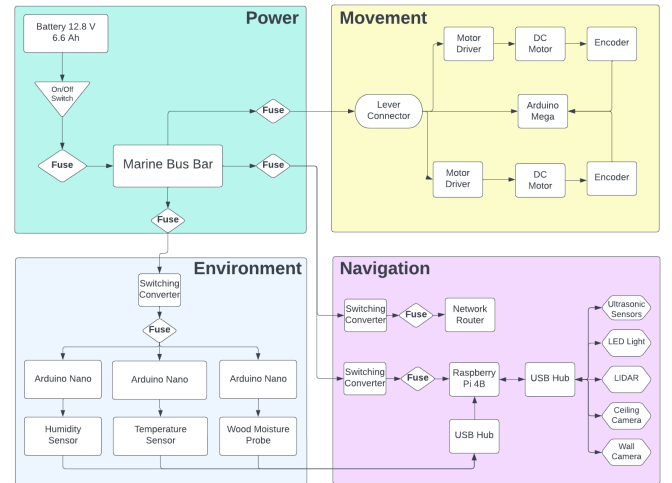 Power
Battery 12.8 V
6.6 Ah
On/Off
Switch
Fuse
Marine Bus Bar
Fuse
Fuse
Fuse
Movement
Motor
Driver
DC
Motor
Encoder
Lever
Connector
Arduino
Mega
Motor
Driver
DC
Motor
Encoder
Environment
Switching
Converter
Fuse
Arduino Nano
Arduino Nano
Arduino Nano
Humidity
Sensor
Temperature
Sensor
Wood Moisture
Probe
Navigation
Switching
Converter
Fuse
Network
Router
Switching
Converter
Fuse
Raspberry
Pi 4B
USB Hub
USB Hub
Ultrasonic
Sensors
LED Light
LIDAR
Ceiling
Camera
Wall
Camera